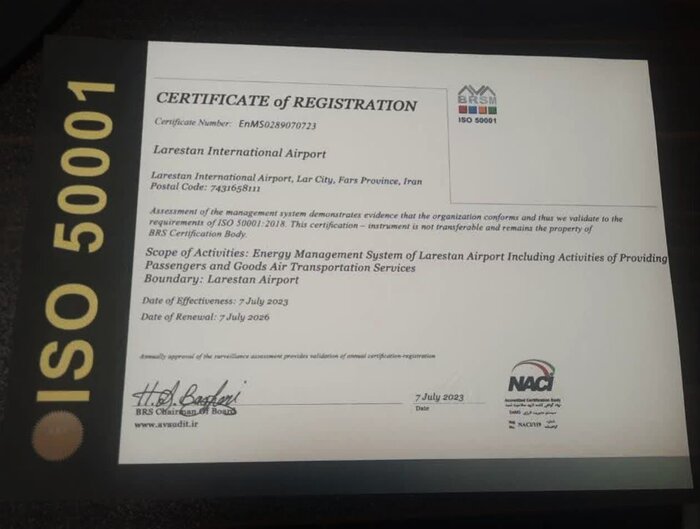 ISO 50001
CERTIFICATE of REGISTRATION
Certificate Number: EnMS0289070723
BRSM
ISO 50001
Larestan International Airport
Larestan International Airport, Lar City, Fars Province, Iran
Postal Code: 7431658111
Assessment of the management system demonstrates evidence that the organization conforms and thus we validate to the
requirements of ISO 50001:2018. This certification – instrument is not transferable and remains the property of
BRS Certification Body.
Scope of Activities: Energy Management System of Larestan Airport Including Activities of Providing
Passengers and Goods Air Transportation Services
Boundary: Larestan Airport
Date of Effectiveness: 7 July 2023
Date of Renewal: 7 July 2026
Annually approval of the surveillance assessment provides validation of annual certification-registration
BRS Chairman Of Board
www.avaudit.ir
7 July 2023
Date
NACI
Accredited Certification Body